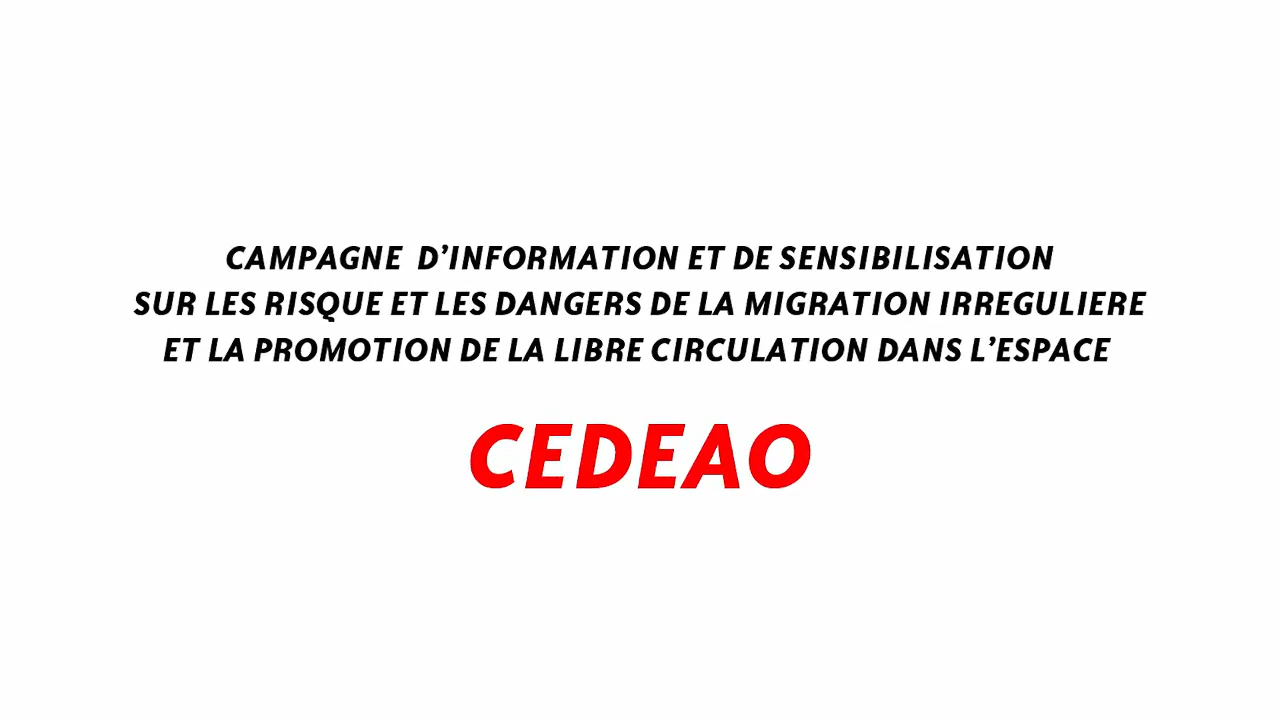 CAMPAGNE  D’INFORMATION ET DE SENSIBILISATION
SUR LES RISQUE ET LES DANGERS DE LA MIGRATION IRREGULIERE
ET LA PROMOTION DE LA LIBRE CIRCULATION DANS L’ESPACE
CEDEAO